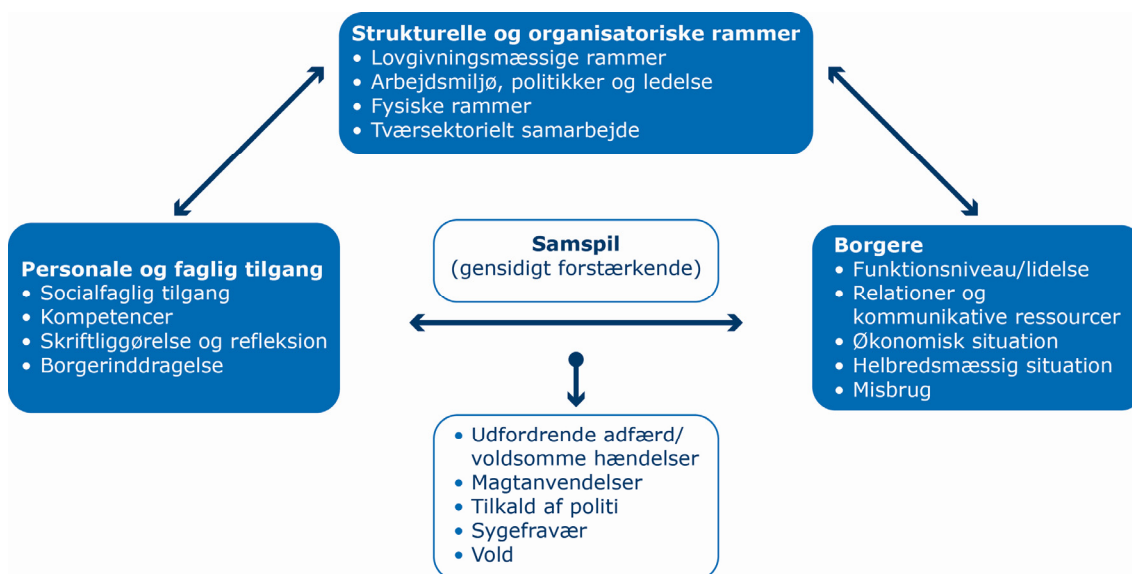 Strukturelle og organisatoriske rammer
• Lovgivningsmæssige rammer
• Arbejdsmiljø, politikker og ledelse
• Fysiske rammer
• Tværsektorielt samarbejde
Personale og faglig tilgang
• Socialfaglig tilgang
• Kompetencer
• Skriftliggørelse og refleksion
• Borgerinddragelse
Samspil
(gensidigt forstærkende)
Borgere
• Funktionsniveau/lidelse
• Relationer og
kommunikative ressourcer
• Økonomisk situation
• Helbredsmæssig situation
• Misbrug
• Udfordrende adfærd/
voldsomme hændelser
• Magtanvendelser
• Tilkald af politi
• Sygefravær
• Vold